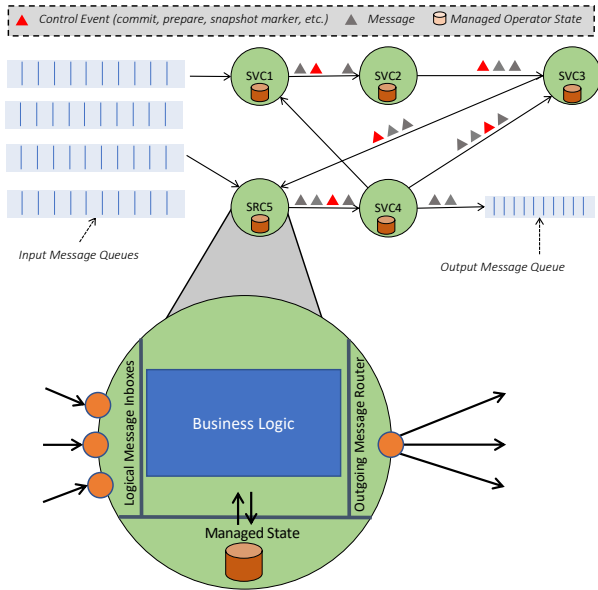 Control Event (commit, prepare, snapshot marker, etc.) Message Managed Operator State
SVC1 SVC2 SVC3
SRC5 SVC4
Input Message Queues
Output Message Queue
Logical Message Inboxes
Business Logic
Outgoing Message Router
Managed State